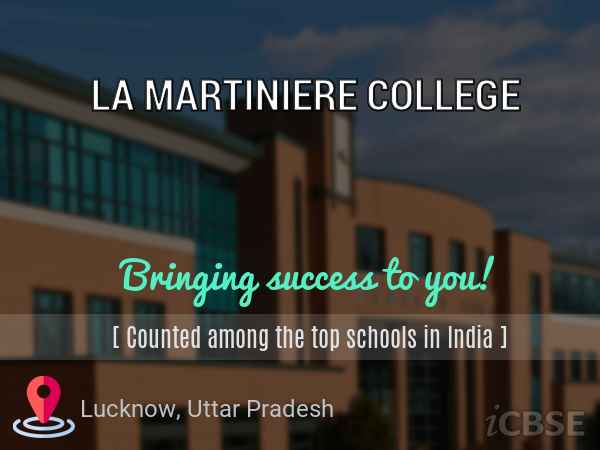 LA MARTINIERE COLLEGE
Bringing success to you!
[ Counted among the top schools in India ]
Lucknow, Uttar Pradesh
iCBSE